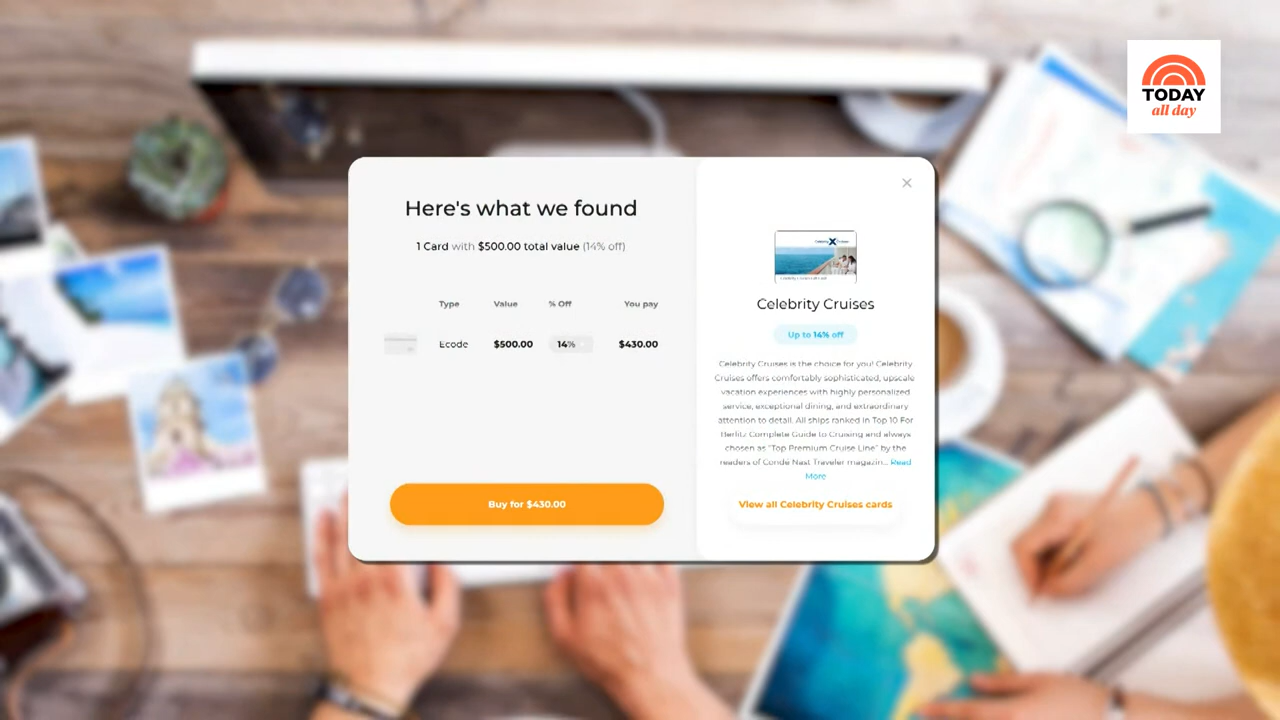 TODAY
all day
Here's what we found
1 Card with $500.00 total value (14% off)
Type Value % Off You pay
Ecode $500.00 14% $430.00
Buy for $430.00
Celebrity X Cruises
Celebrity Cruises
Up to 14% off
Celebrity Cruises is the choice for you! Celebrity
Cruises offers comfortably sophisticated, upscale
vacation experiences with highly personalized
service, exceptional dining, and extraordinary
attention to detail. All ships ranked in Top 10 For
Berlitz Complete Guide to Cruising and always
chosen as "Top Premium Cruise Line" by the
readers of Condé Nast Traveler magazin... Read
More
View all Celebrity Cruises cards